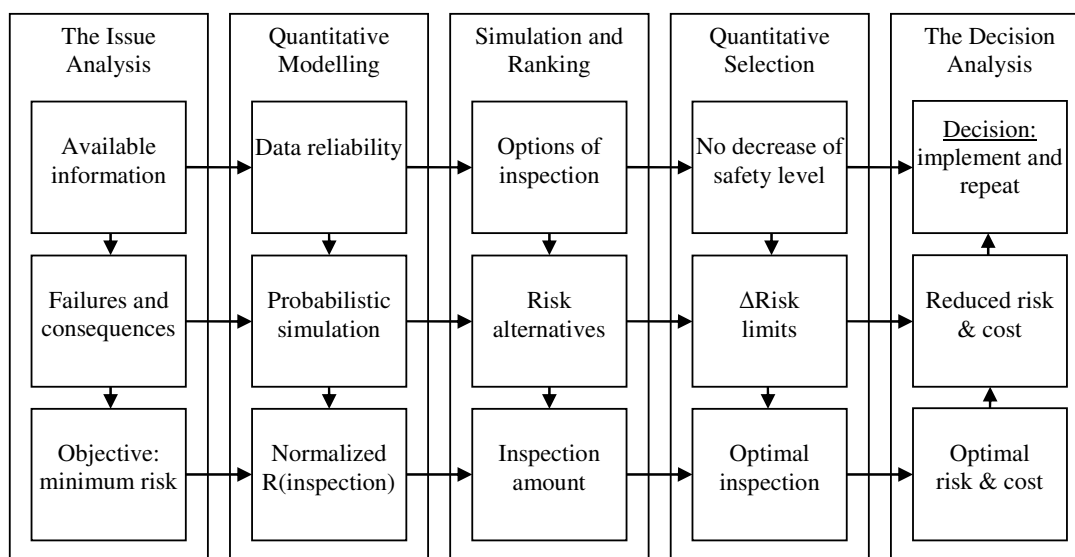 The Issue
Analysis
Quantitative
Modelling
Simulation and
Ranking
Quantitative
Selection
The Decision
Analysis
Available
information
Data reliability
Options of
inspection
No decrease of
safety level
Decision:
implement and
repeat
Failures and
consequences
Probabilistic
simulation
Risk
alternatives
ΔRisk
limits
Reduced risk
& cost
Objective:
minimum risk
Normalized
R(inspection)
Inspection
amount
Optimal
inspection
Optimal
risk & cost